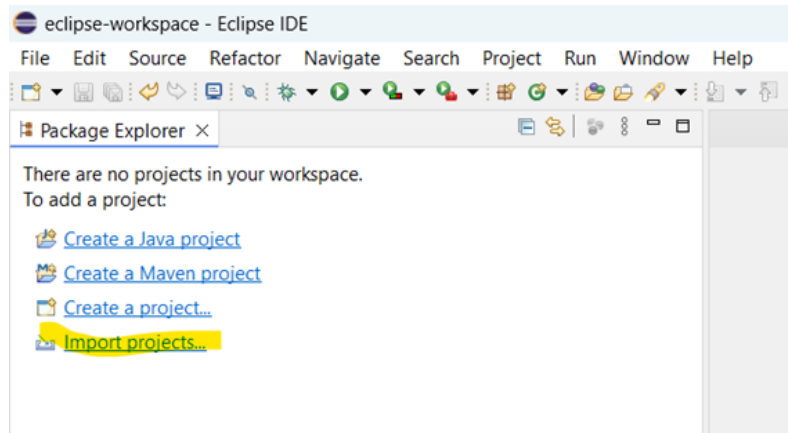 eclipse-workspace - Eclipse IDE
File Edit Source Refactor Navigate Search Project Run Window Help
Package Explorer
There are no projects in your workspace.
To add a project:
Create a Java project
Create a Maven project
Create a project...
Import projects...